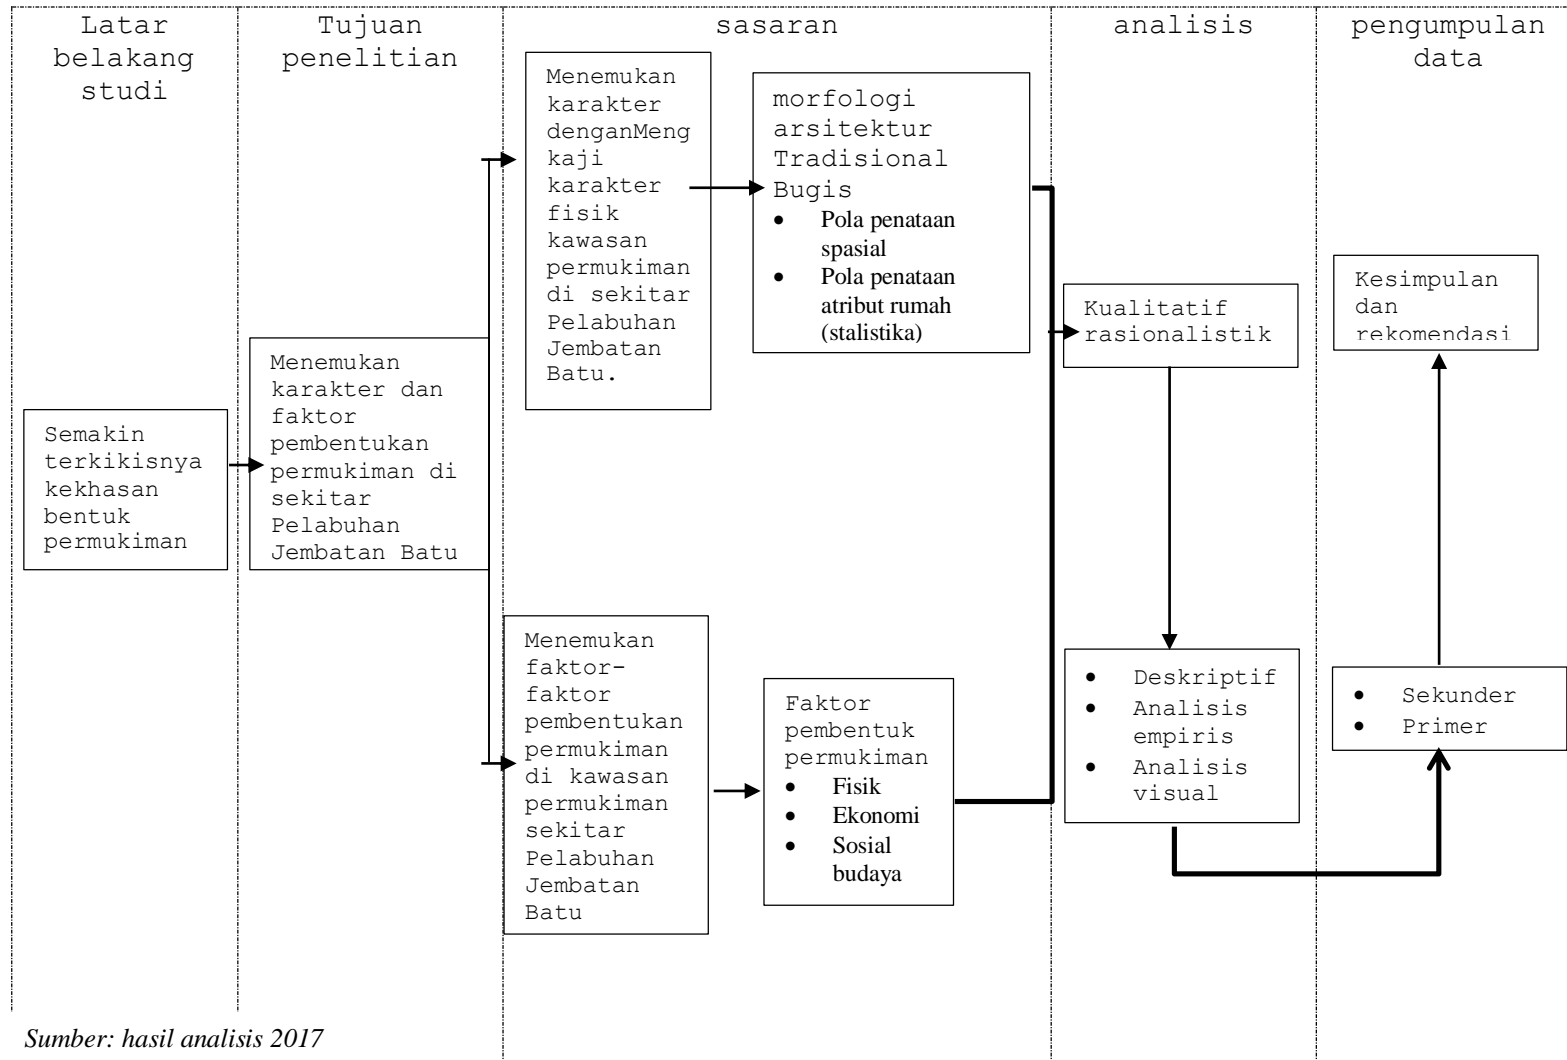 Latar
belakang
studi
Tujuan
penelitian
sasaran
analisis
pengumpulan
data
Semakin
terkikisnya
kekhasan
bentuk
permukiman
Menemukan
karakter dan
faktor
pembentukan
permukiman di
sekitar
Pelabuhan
Jembatan Batu
Menemukan
karakter
denganMeng
kaji
karakter
fisik
kawasan
permukiman
di sekitar
Pelabuhan
Jembatan
Batu.
morfologi
arsitektur
Tradisional
Bugis
• Pola penataan
spasial
• Pola penataan
atribut rumah
(stalistika)
Menemukan
faktor-
faktor
pembentukan
permukiman
di kawasan
permukiman
sekitar
Pelabuhan
Jembatan
Batu
Faktor
pembentuk
permukiman
• Fisik
• Ekonomi
• Sosial
budaya
Kualitatif
rasionalistik
• Deskriptif
• Analisis
empiris
• Analisis
visual
Kesimpulan
dan
rekomendasi
• Sekunder
• Primer
Sumber: hasil analisis 2017